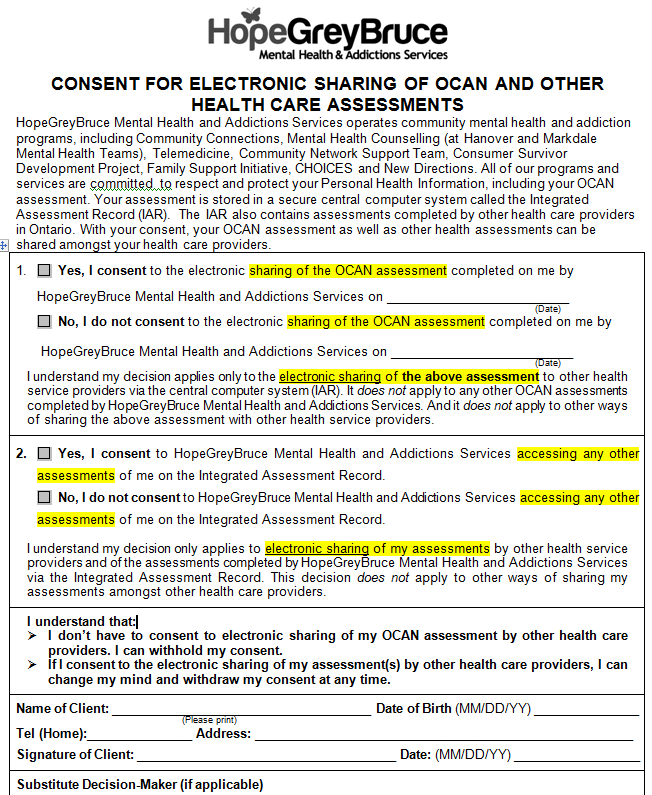 HopeGreyBruce
Mental Health & Addictions Services
CONSENT FOR ELECTRONIC SHARING OF OCAN AND OTHER
HEALTH CARE ASSESSMENTS
HopeGreyBruce Mental Health and Addictions Services operates community mental health and addiction
programs, including Community Connections, Mental Health Counselling (at Hanover and Markdale
Mental Health Teams), Telemedicine, Community Network Support Team, Consumer Survivor
Development Project, Family Support Initiative, CHOICES and New Directions. All of our programs and
services are committed to respect and protect your Personal Health Information, including your OCAN
assessment. Your assessment is stored in a secure central computer system called the Integrated
Assessment Record (IAR). The IAR also contains assessments completed by other health care providers
in Ontario. With your consent, your OCAN assessment as well as other health assessments can be
shared amongst your health care providers.
1. Yes, I consent to the electronic sharing of the OCAN assessment completed on me by
HopeGreyBruce Mental Health and Addictions Services on ____________________
(Date)
No, I do not consent to the electronic sharing of the OCAN assessment completed on me by
HopeGreyBruce Mental Health and Addictions Services on ____________________
(Date)
I understand my decision applies only to the electronic sharing of the above assessment to other health
service providers via the central computer system (IAR). It does not apply to any other OCAN assessments
completed by HopeGreyBruce Mental Health and Addictions Services. And it does not apply to other ways
of sharing the above assessment with other health service providers.
2. Yes, I consent to HopeGreyBruce Mental Health and Addictions Services accessing any other
assessments of me on the Integrated Assessment Record.
No, I do not consent to HopeGreyBruce Mental Health and Addictions Services accessing any other
assessments of me on the Integrated Assessment Record.
I understand my decision only applies to electronic sharing of my assessments by other health service
providers and of the assessments completed by HopeGreyBruce Mental Health and Addictions Services
via the Integrated Assessment Record. This decision does not apply to other ways of sharing my
assessments amongst other health care providers.
I understand that:
➢ I don't have to consent to electronic sharing of my OCAN assessment by other health care
providers. I can withhold my consent.
➢ If I consent to the electronic sharing of my assessment(s) by other health care providers, I can
change my mind and withdraw my consent at any time.
Name of Client: ____________________ Date of Birth (MM/DD/YY) ____________
(Please print)
Tel (Home):____________ Address: ____________________
Signature of Client: ____________________ Date: (MM/DD/YY) ____________
Substitute Decision-Maker (if applicable)